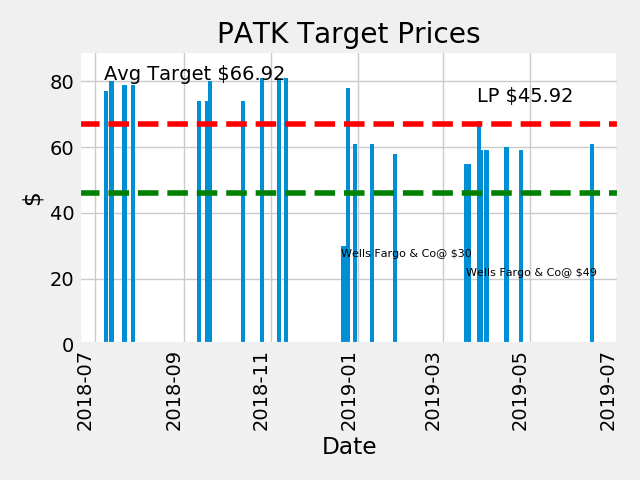 PATK Target Prices
Avg Target $66.92
LP $45.92
80
60
40
20
0
$
Wells Fargo & Co@ $30
Wells Fargo & Co@ $49
2018-07
2018-09
2018-11
2019-01
2019-03
2019-05
2019-07
Date